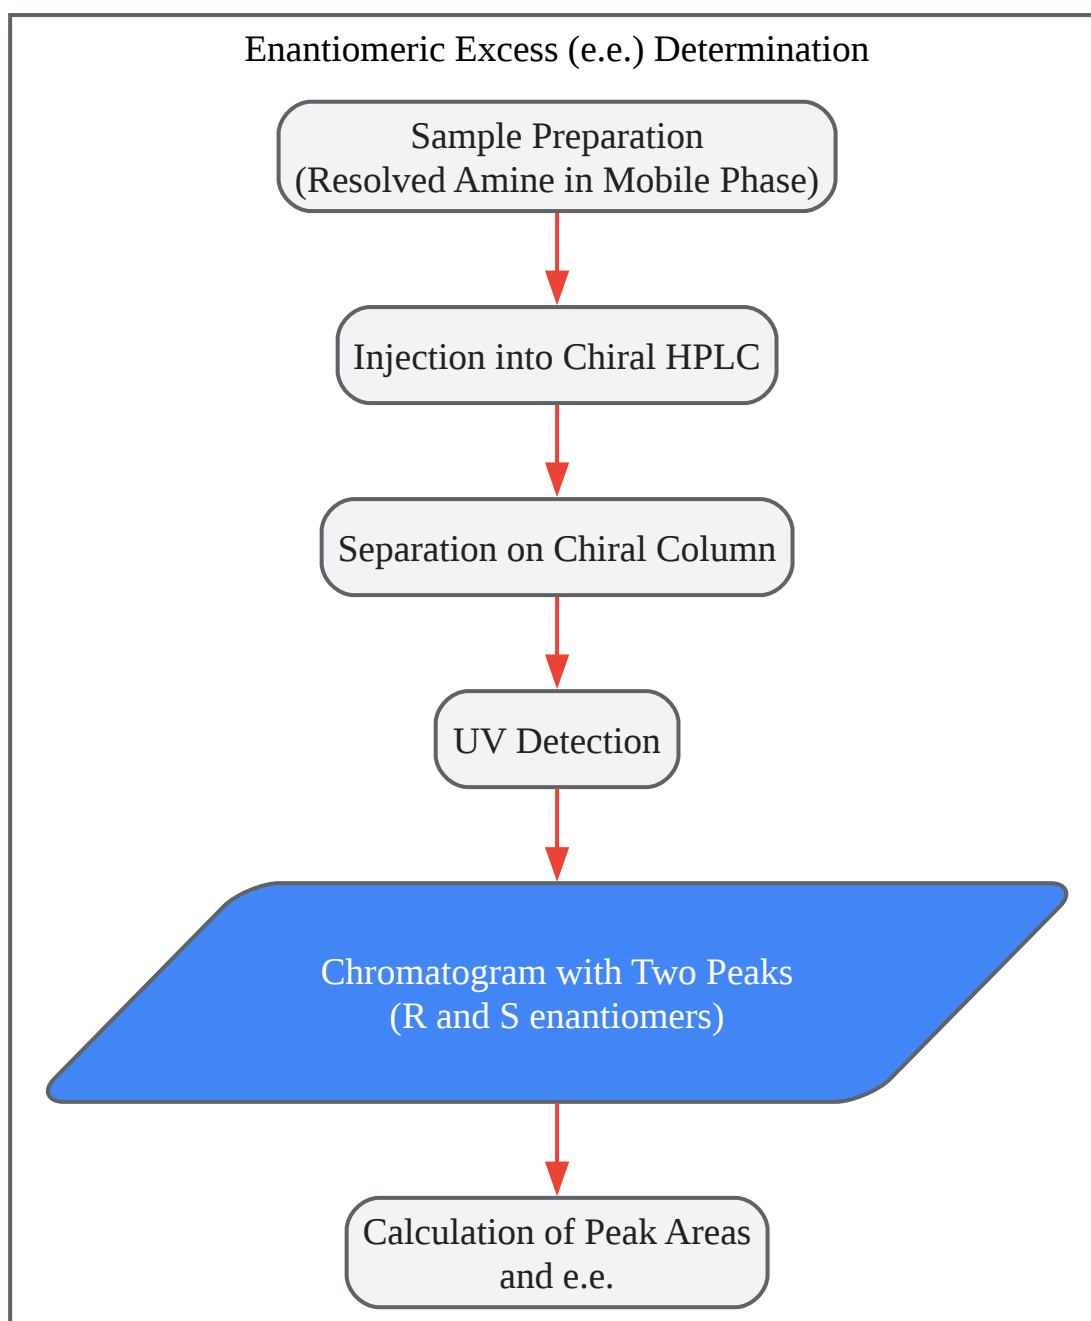 Enantiomeric Excess (e.e.) Determination
Sample Preparation
(Resolved Amine in Mobile Phase)
Injection into Chiral HPLC
Separation on Chiral Column
UV Detection
Chromatogram with Two Peaks
(R and S enantiomers)
Calculation of Peak Areas
and e.e.